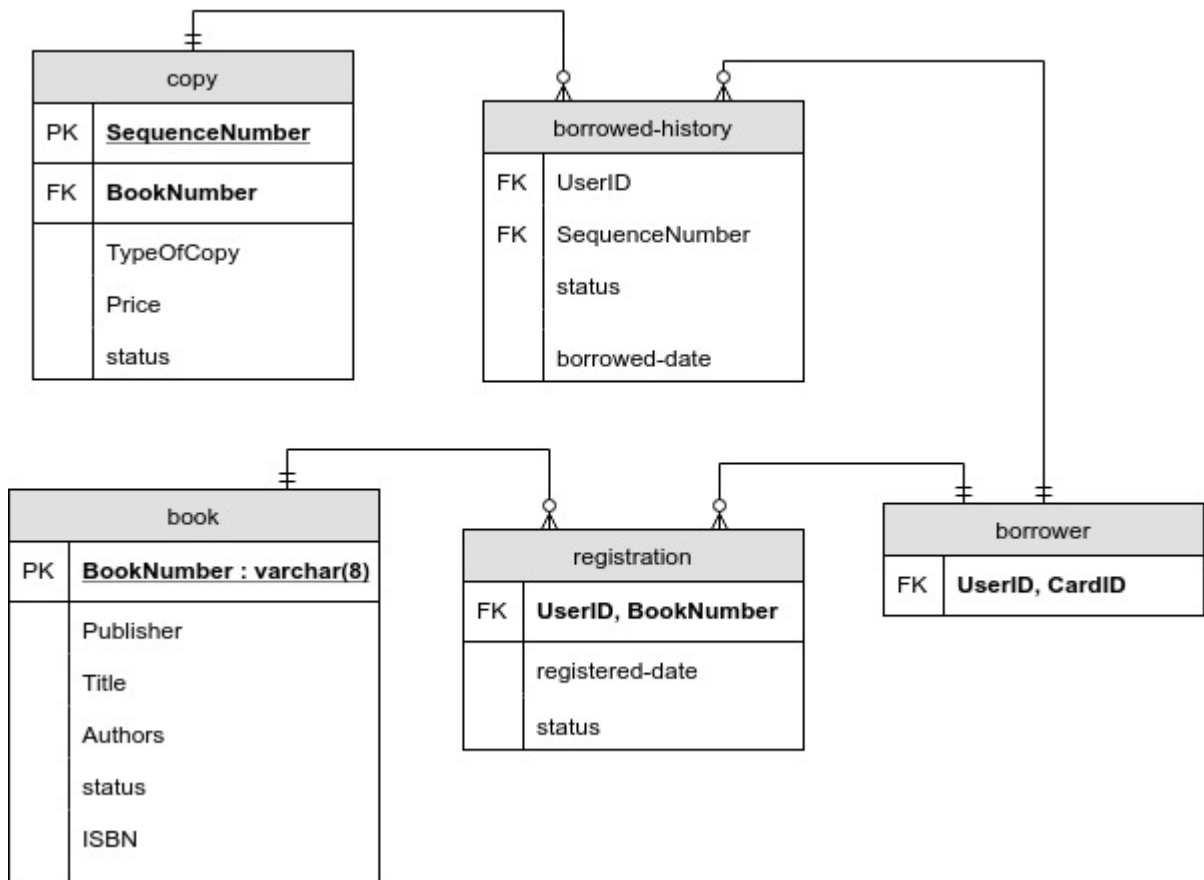 copy
PK SequenceNumber
FK BookNumber
TypeOfCopy
Price
status
borrowed-history
FK UserID
FK SequenceNumber
status
borrowed-date
book
PK BookNumber : varchar(8)
Publisher
Title
Authors
status
ISBN
registration
FK UserID, BookNumber
registered-date
status
borrower
FK UserID, CardID